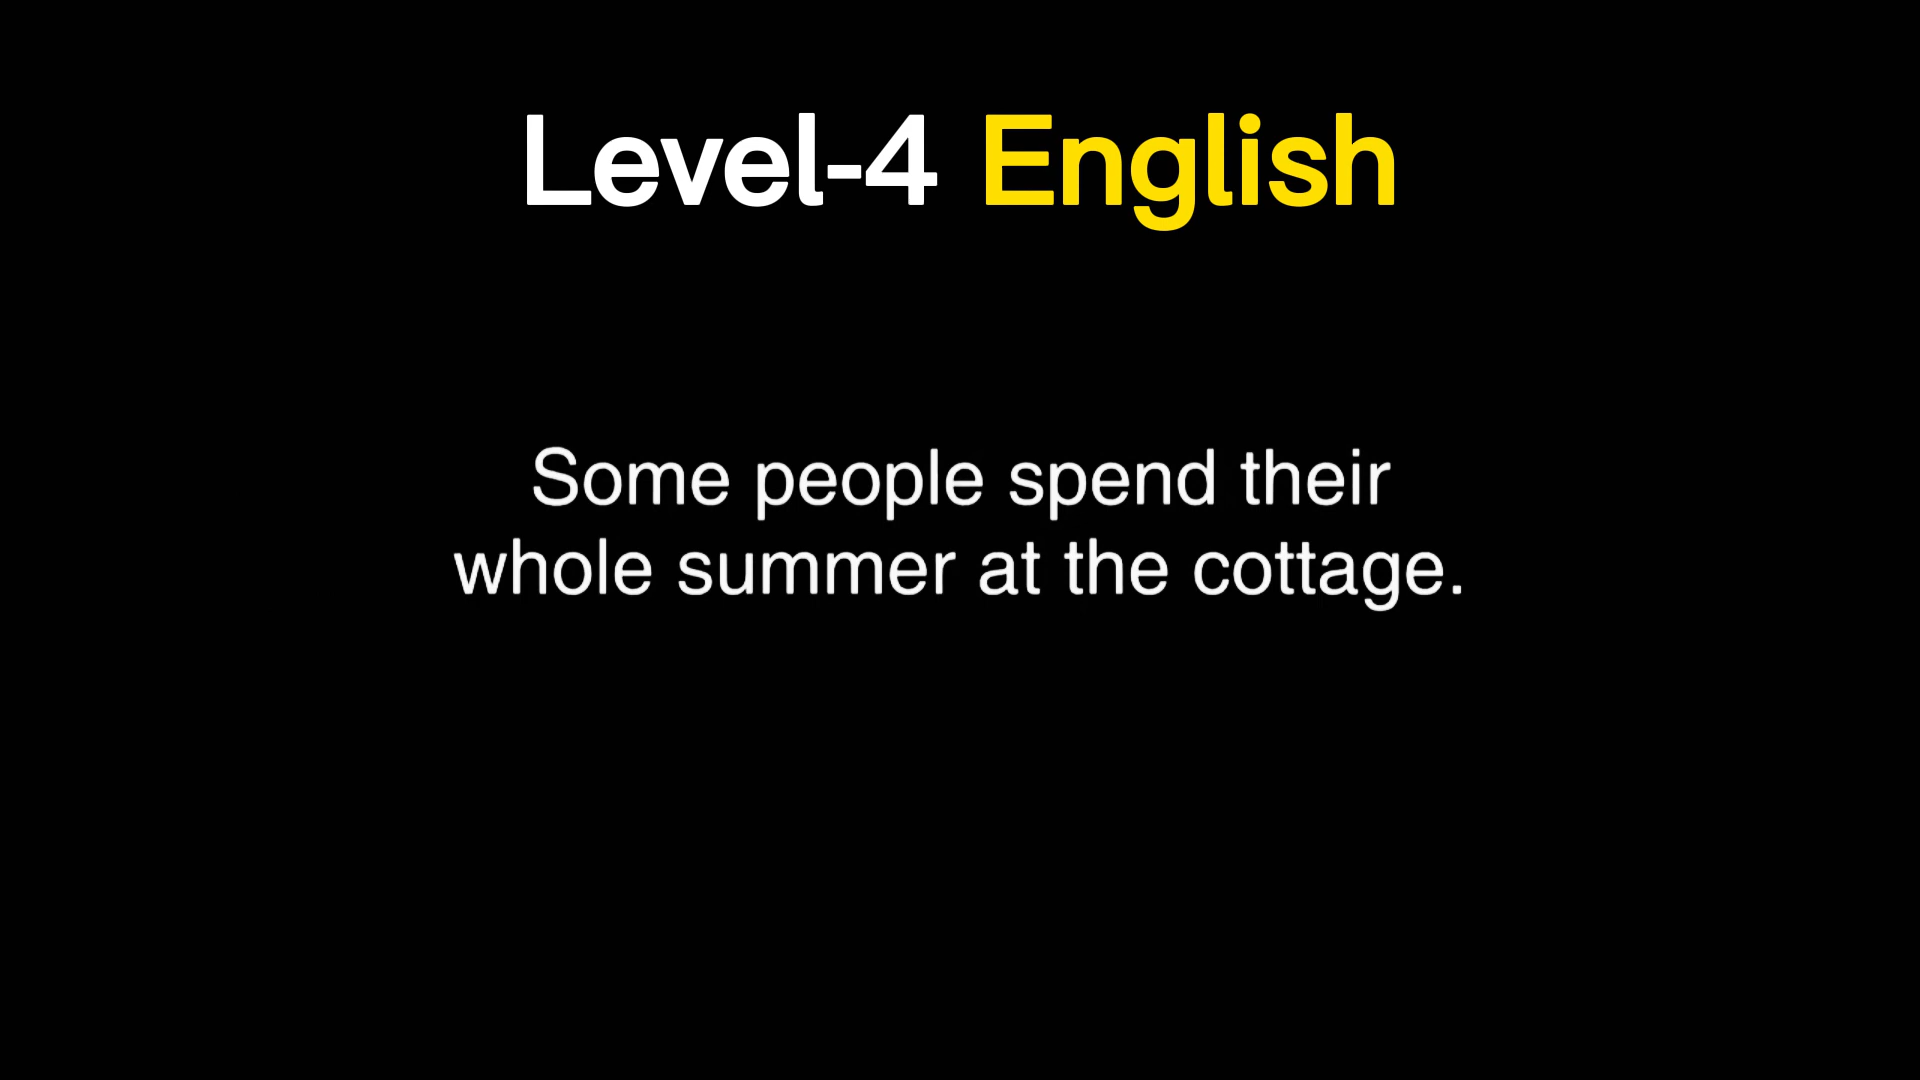 Level-4 English
Some people spend their
whole summer at the cottage.